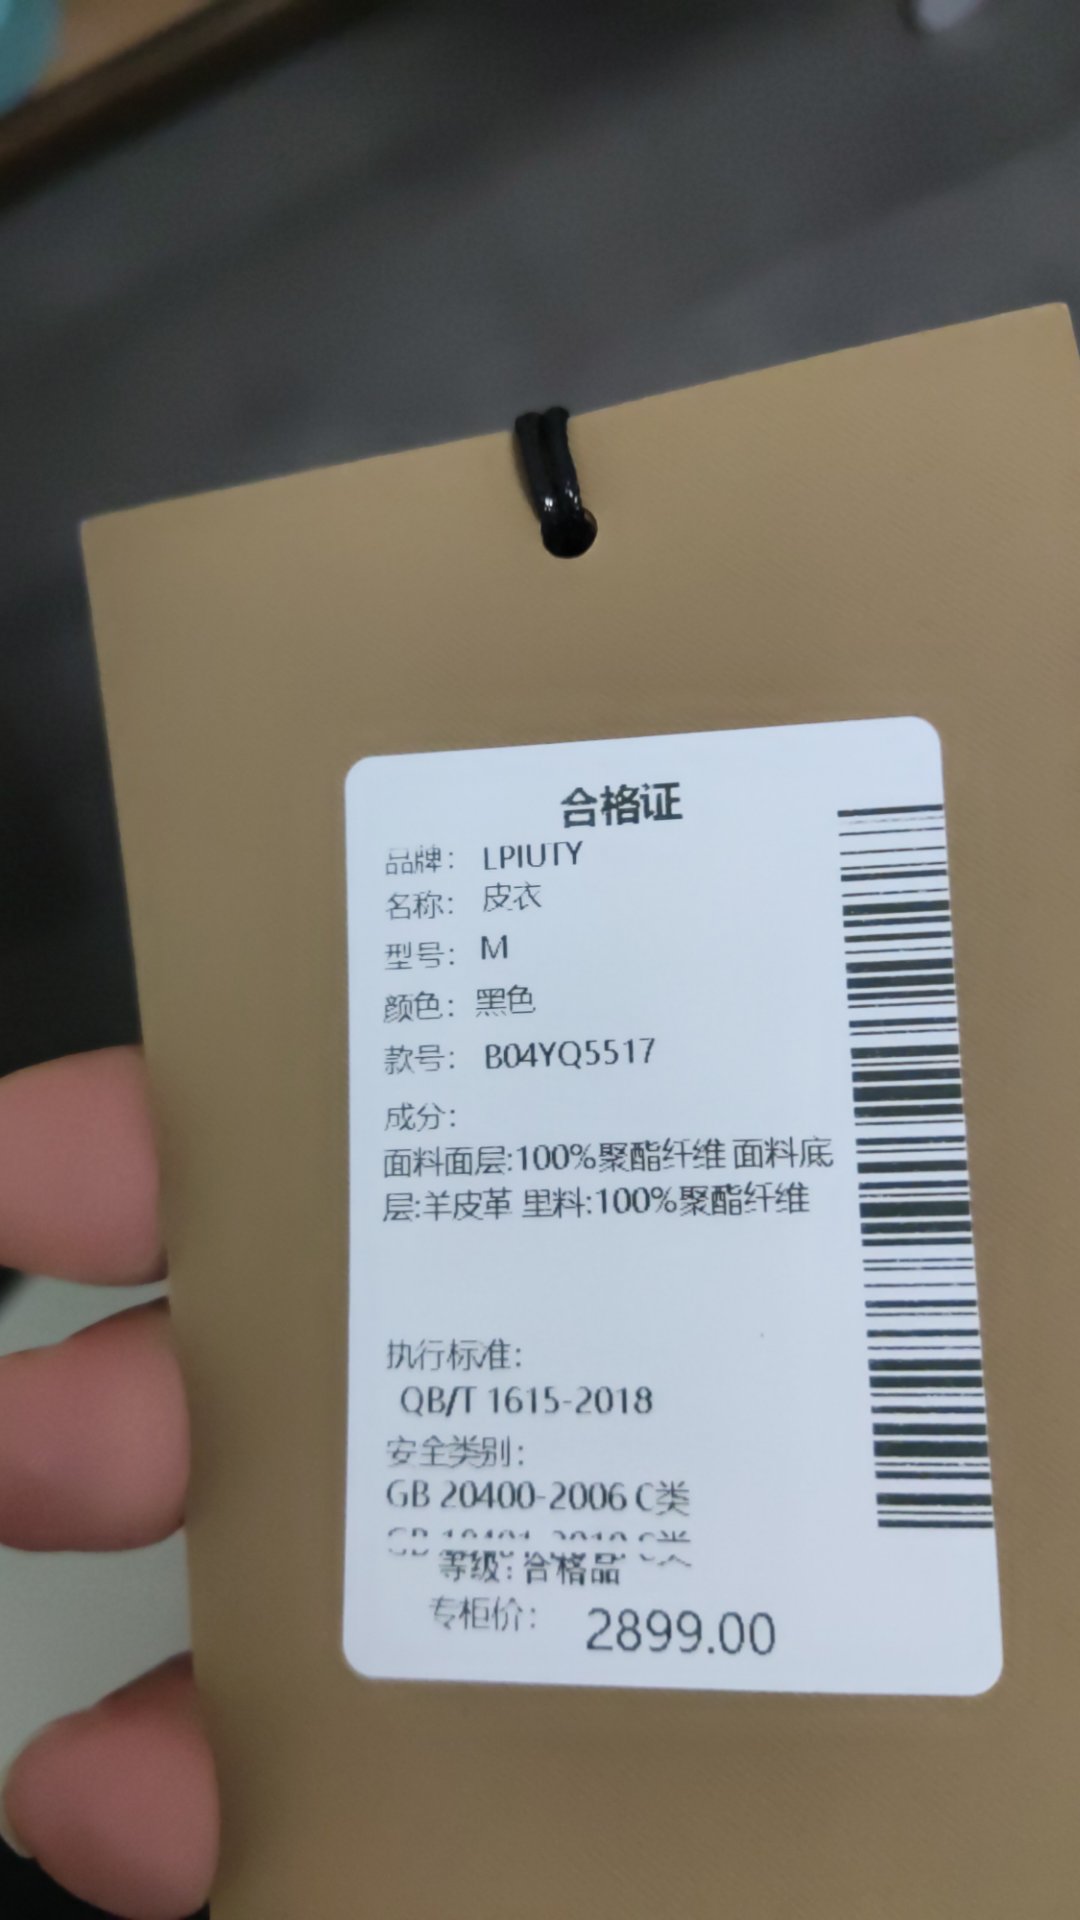 合格证
品牌： LPIUTY
名称： 皮衣
型号： M
颜色： 黑色
款号： B04YQ5517
成分：
面料面层:100%聚酯纤维 面料底
层:羊皮革 里料:100%聚酯纤维
执行标准：
QB/T 1615-2018
安全类别：
GB 20400-2006 C类
等级：合格品
专柜价： 2899.00